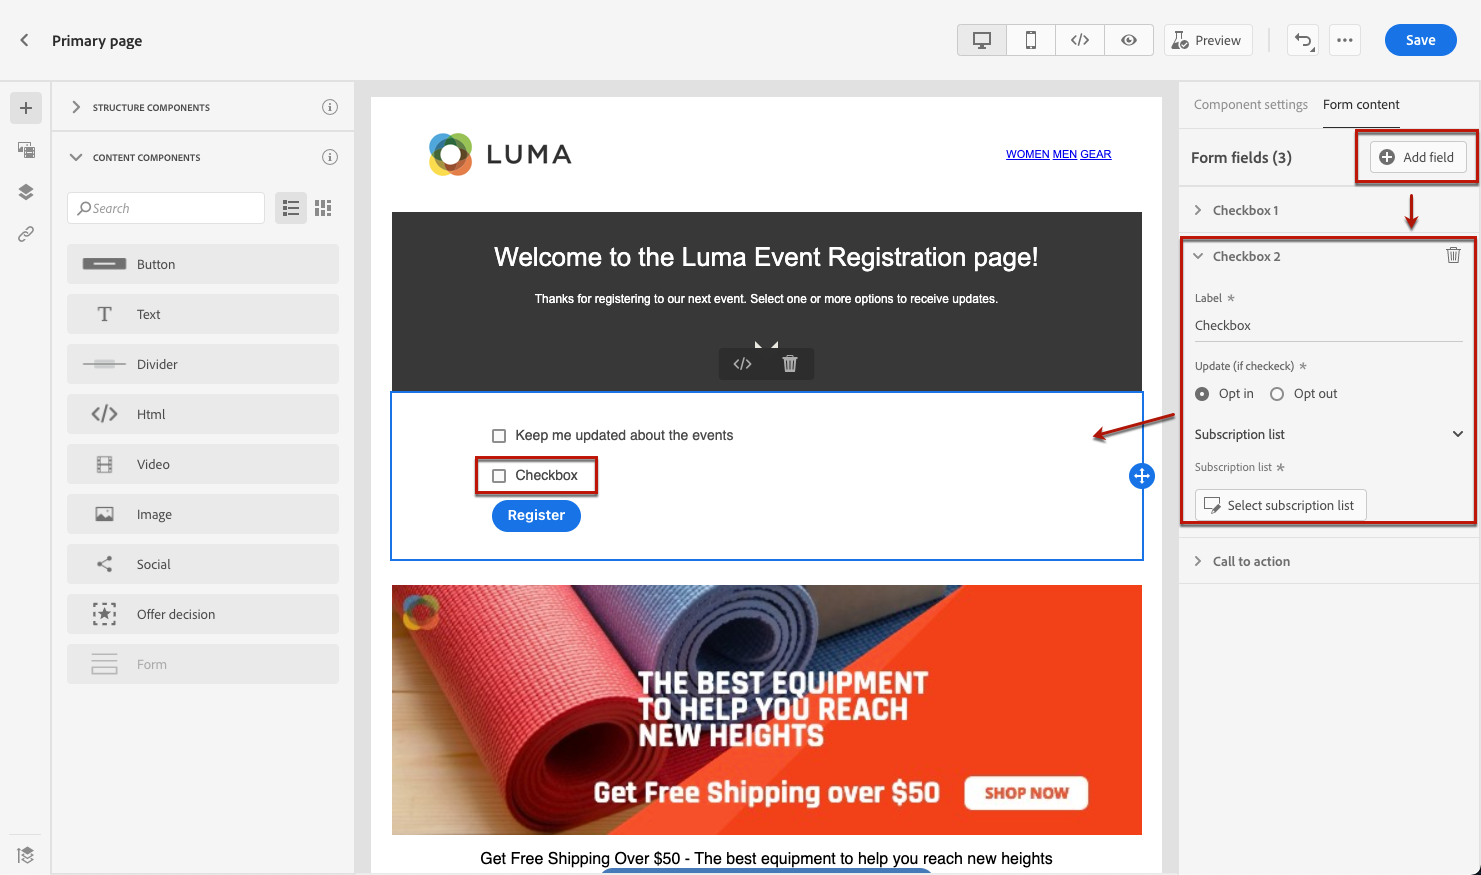 Primary page
Preview
Save
STRUCTURE COMPONENTS
CONTENT COMPONENTS
Search
Button
Text
Divider
Html
Video
Image
Social
Offer decision
Form
LUMA
WOMEN MEN GEAR
Welcome to the Luma Event Registration page!
Thanks for registering to our next event. Select one or more options to receive updates.
Keep me updated about the events
Checkbox
Register
THE BEST EQUIPMENT
TO HELP YOU REACH
NEW HEIGHTS
Get Free Shipping over $50
SHOP NOW
Get Free Shipping Over $50 - The best equipment to help you reach new heights
Component settings
Form content
Form fields (3)
Add field
Checkbox 1
Checkbox 2
Label *
Checkbox
Update (if checkeck) *
Opt in
Opt out
Subscription list
Subscription list *
Select subscription list
Call to action